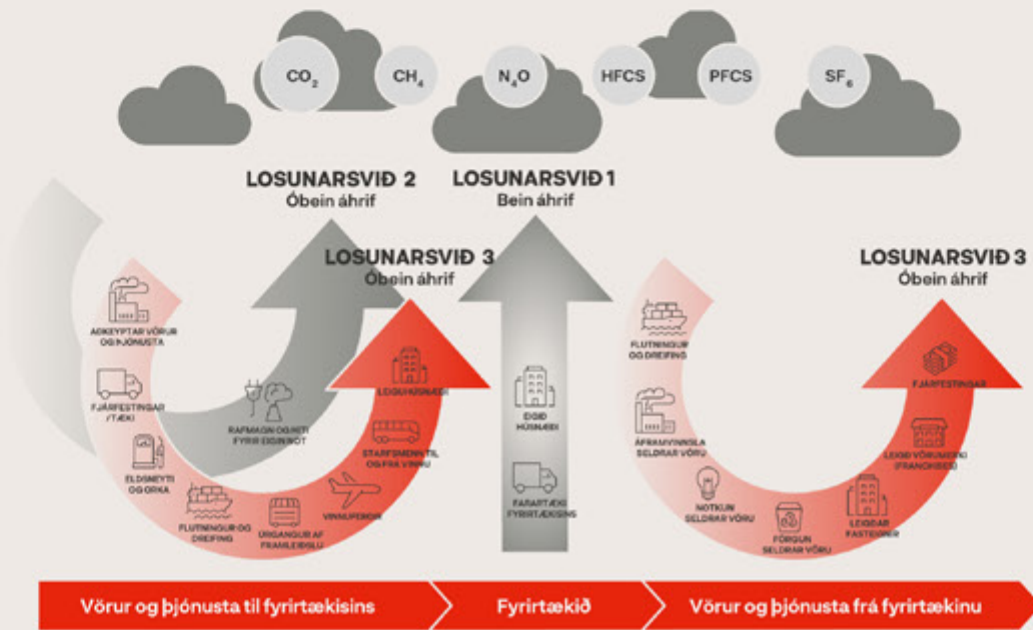 CO₂
CH₄
N₄O
HFCS
PFCS
SF₆
LOSUNARSVIÐ 2
Óbein áhrif
LOSUNARSVIÐ 1
Bein áhrif
LOSUNARSVIÐ 3
Óbein áhrif
LOSUNARSVIÐ 3
Óbein áhrif
AÐKEYPTAR VÖRUR
OG ÞJÓNUSTA
FJÁRFESTINGAR
/TÆKI
ELDSNEYTI
OG ORKA
FLUTNINGUR OG
DREIFING
ÚRGANGUR AF
FRAMLEIÐSLU
VINNUFERÐIR
STARFSMENN TIL
OG FRÁ VINNU
LEIGUHÚSNÆÐI
RAFMAGN OG HITI
FYRIR EIGIN NOT
EIGIÐ
HÚSNÆÐI
FARARTÆKI
FYRIRTÆKISINS
FLUTNINGUR
OG DREIFING
ÁFRAMVINNSLA
SELDRAR VÖRU
NOTKUN
SELDRAR VÖRU
FÖRGUN
SELDRAR VÖRU
LEIGÐAR
FASTEIGNIR
LEIGÐ VÖRUMERKI
(FRANCHISES)
FJÁRFESTINGAR
Vörur og þjónusta til fyrirtækisins
Fyrirtækið
Vörur og þjónusta frá fyrirtækinu